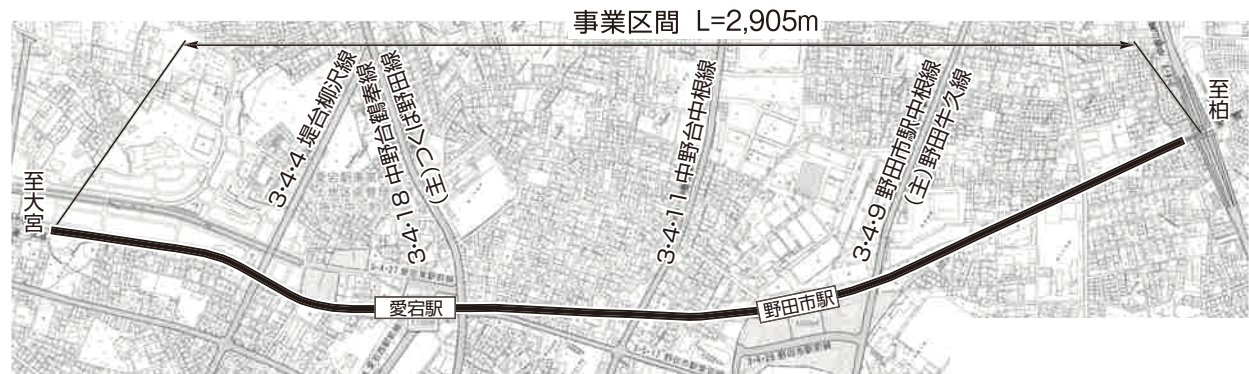 事業区間 L=2,905m
至大宮
3・4・4 堤台柳沢線
3・4・18 中野台鶴奉線
(主)つくば野田線
3・4・11 中野台中根線
3・4・9 野田市駅中根線
(主)野田牛久線
至柏
愛宕駅
野田市駅